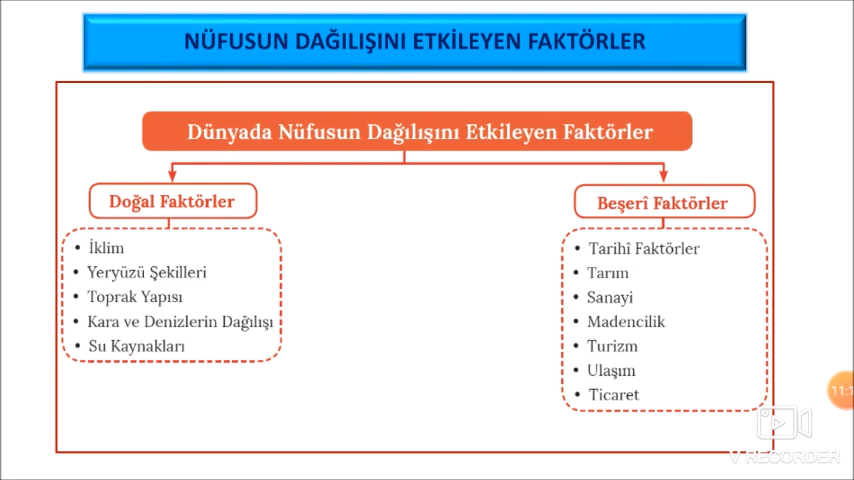 NÜFUSUN DAĞILIŞINI ETKİLEYEN FAKTÖRLER
Dünyada Nüfusun Dağılışını Etkileyen Faktörler
Doğal Faktörler
• İklim
• Yeryüzü Şekilleri
• Toprak Yapısı
• Kara ve Denizlerin Dağılışı
• Su Kaynakları
Beşerî Faktörler
• Tarihî Faktörler
• Tarım
• Sanayi
• Madencilik
• Turizm
• Ulaşım
• Ticaret
V RECORDER